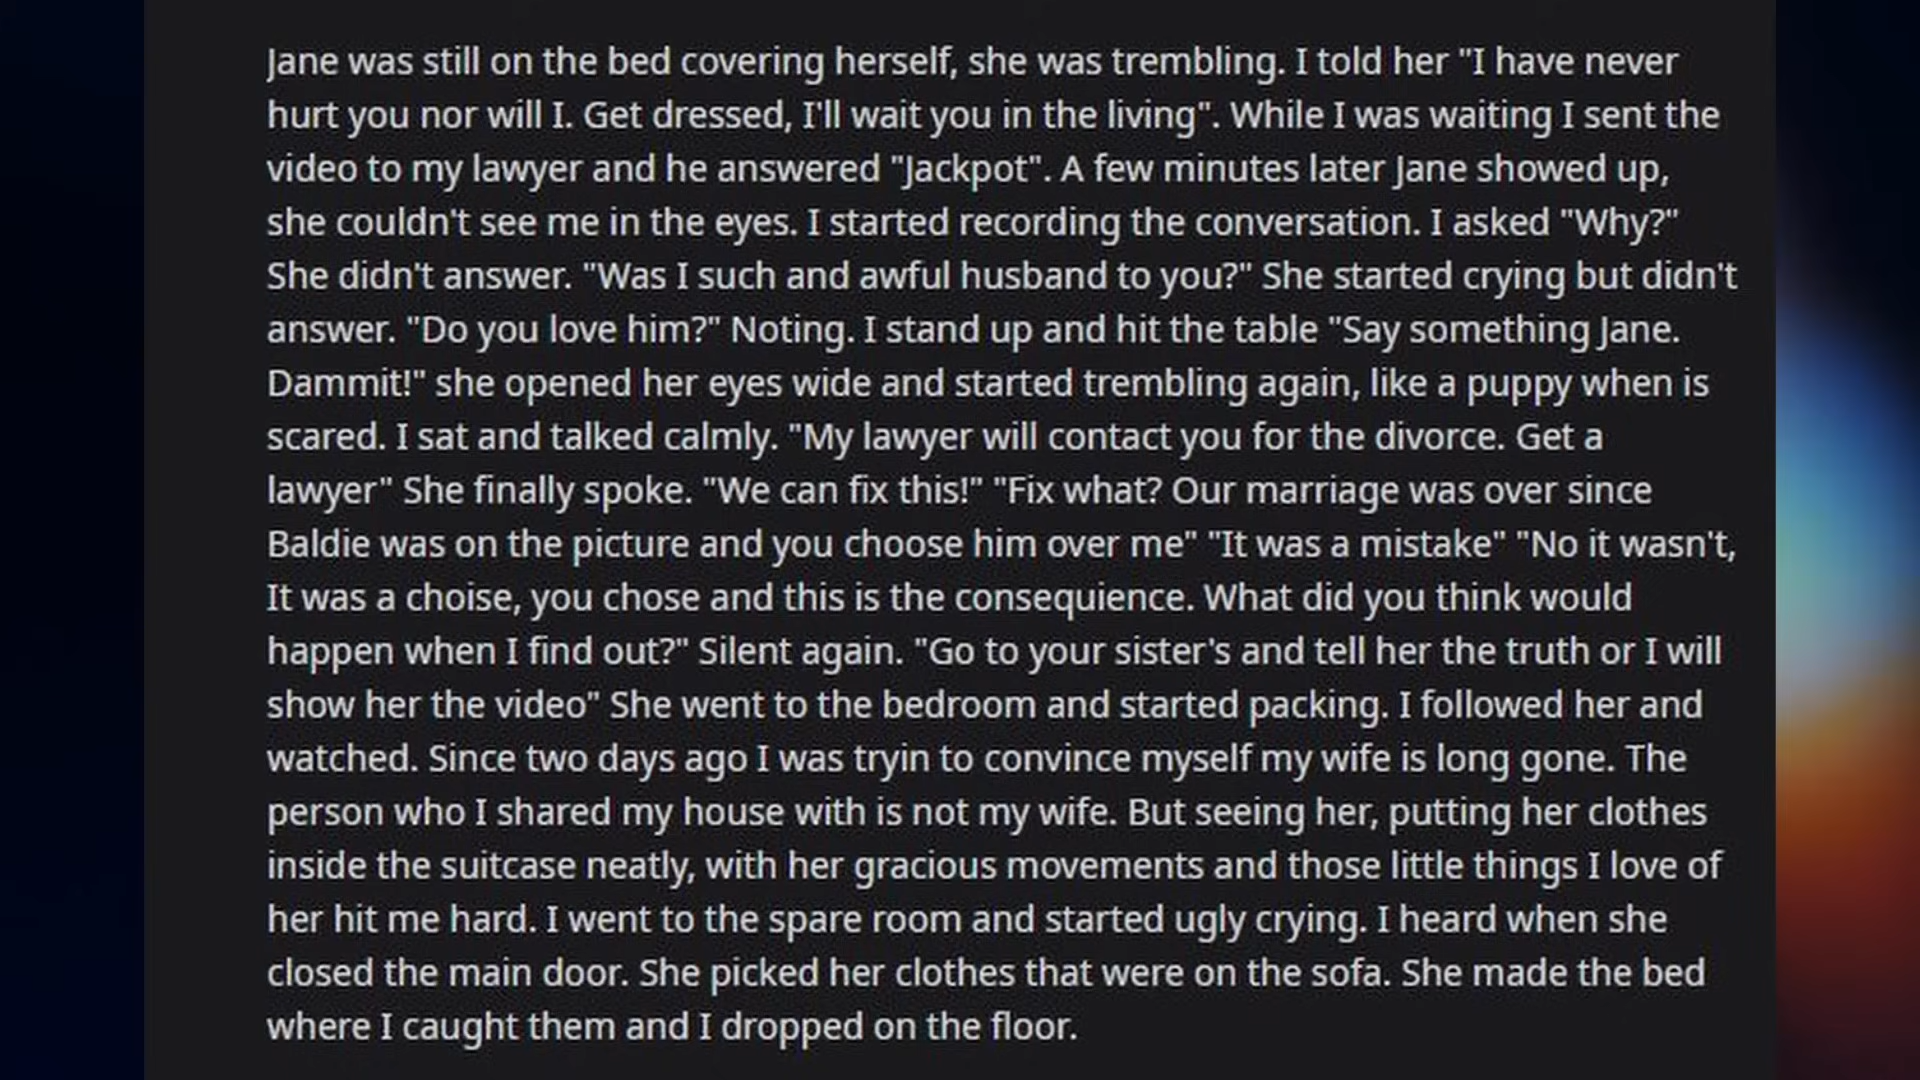 Jane was still on the bed covering herself, she was trembling. I told her "I have never
hurt you nor will I. Get dressed, I'll wait you in the living". While I was waiting I sent the
video to my lawyer and he answered "Jackpot". A few minutes later Jane showed up,
she couldn't see me in the eyes. I started recording the conversation. I asked "Why?"
She didn't answer. "Was I such and awful husband to you?" She started crying but didn't
answer. "Do you love him?" Noting. I stand up and hit the table "Say something Jane.
Dammit!" she opened her eyes wide and started trembling again, like a puppy when is
scared. I sat and talked calmly. "My lawyer will contact you for the divorce. Get a
lawyer" She finally spoke. "We can fix this!" "Fix what? Our marriage was over since
Baldie was on the picture and you choose him over me" "It was a mistake" "No it wasn't,
It was a choise, you chose and this is the consequience. What did you think would
happen when I find out?" Silent again. "Go to your sister's and tell her the truth or I will
show her the video" She went to the bedroom and started packing. I followed her and
watched. Since two days ago I was tryin to convince myself my wife is long gone. The
person who I shared my house with is not my wife. But seeing her, putting her clothes
inside the suitcase neatly, with her gracious movements and those little things I love of
her hit me hard. I went to the spare room and started ugly crying. I heard when she
closed the main door. She picked her clothes that were on the sofa. She made the bed
where I caught them and I dropped on the floor.